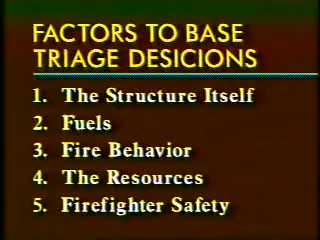 FACTORS TO BASE
TRIAGE DESICIONS
1. The Structure Itself
2. Fuels
3. Fire Behavior
4. The Resources
5. Firefighter Safety